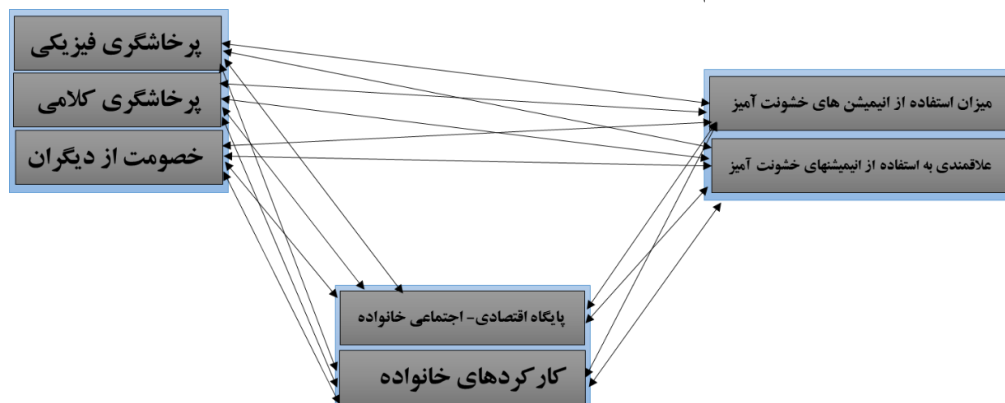 پرخاشگری فیزیکی
پرخاشگری کلامی
خصومت از دیگران
میزان استفاده از انیمیشن های خشونت آمیز
علاقمندی به استفاده از انیمیشنهای خشونت آمیز
پایگاه اقتصادی- اجتماعی خانواده
کارکردهای خانواده